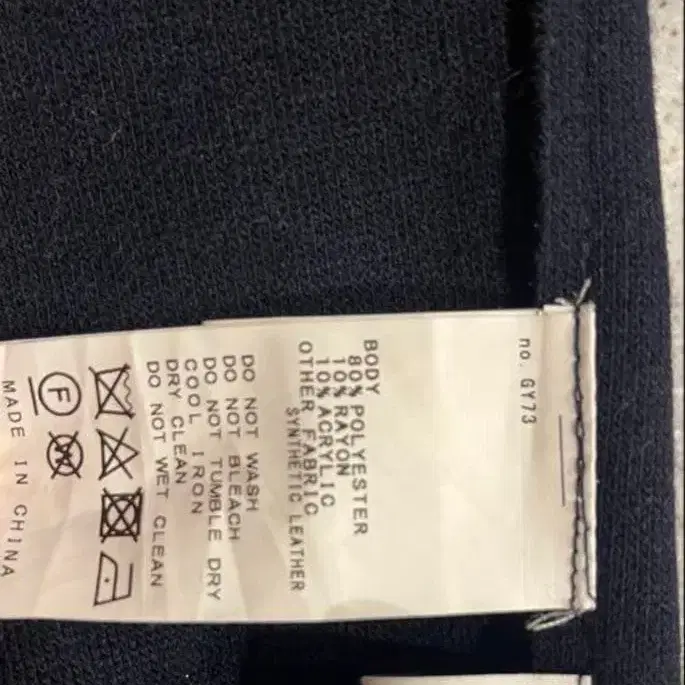 no. GY73
BODY
80%POLYESTER
10%RAYON
10%ACRYLIC
OTHER FABRIC
SYNTHETIC LEATHER
DO NOT WASH
DO NOT BLEACH
DO NOT TUMBLE DRY
COOL IRON
DRY CLEAN
DO NOT WET CLEAN
F W
MADE IN CHINA